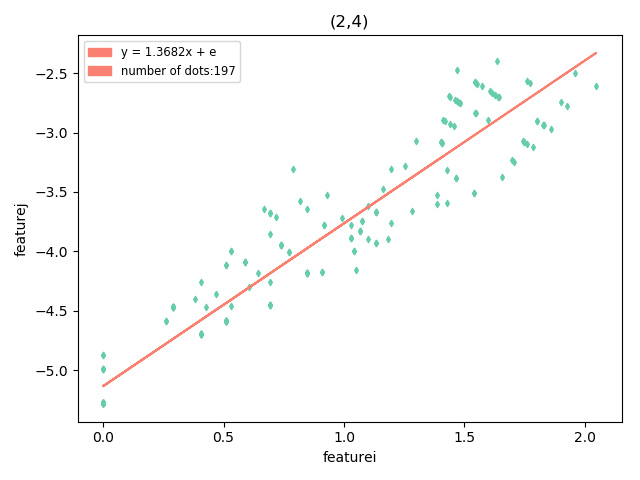 (2,4)
y = 1.3682x + e
number of dots:197
−2.5
−3.0
−3.5
−4.0
−4.5
−5.0
featurej
0.0 0.5 1.0 1.5 2.0
featurei